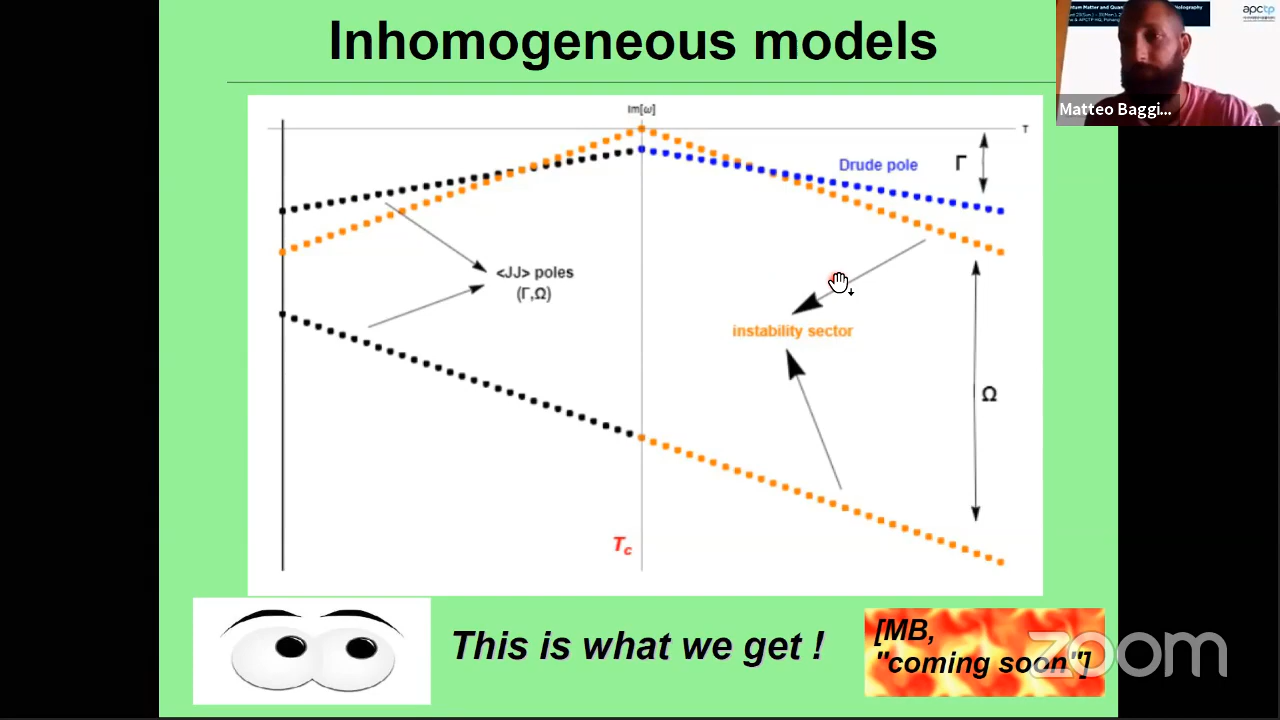 Inhomogeneous models
Im[ω]
T
Γ
Drude pole
<JJ> poles
(Γ,Ω)
instability sector
Ω
Tc
This is what we get !
[MB,
"coming soon"]
zoom
Matteo Baggi...
apctp